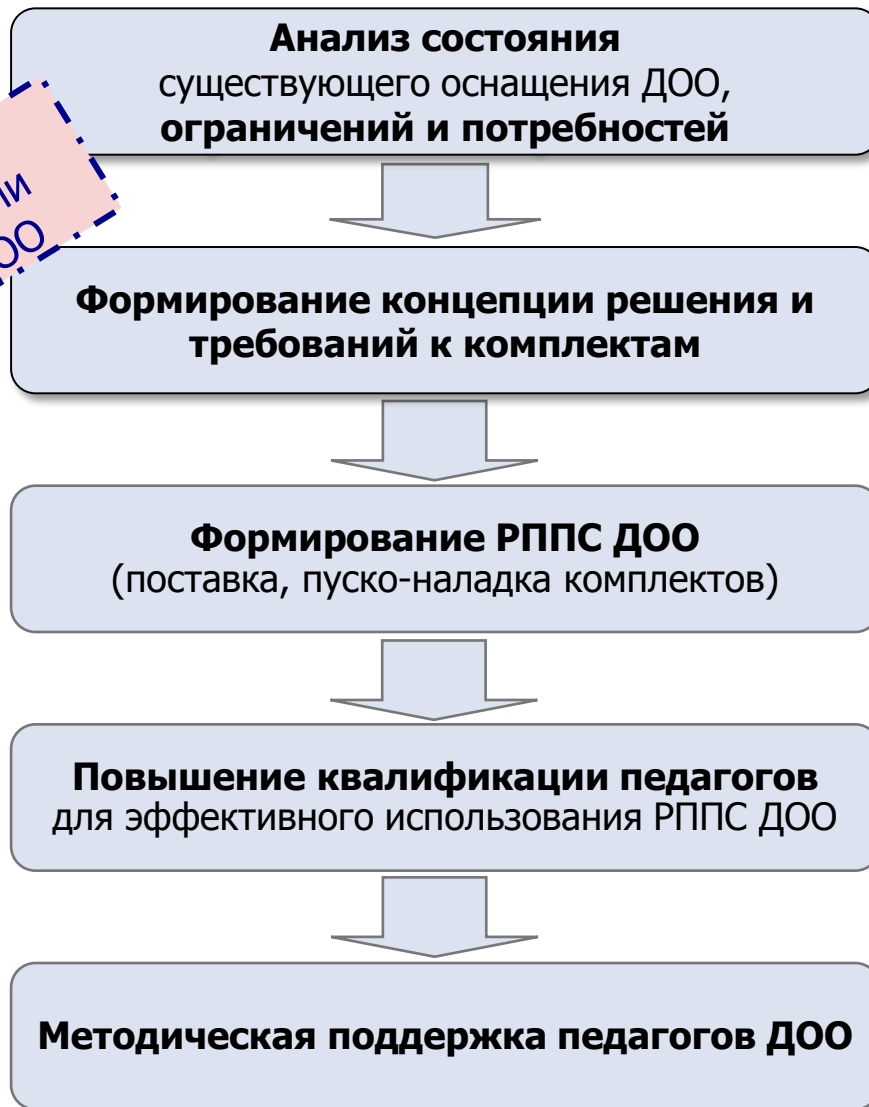 Анализ состояния
существующего оснащения ДОО,
ограничений и потребностей
Формирование концепции решения и
требований к комплектам
Формирование РППС ДОО
(поставка, пуско-наладка комплектов)
Повышение квалификации педагогов
для эффективного использования РППС ДОО
Методическая поддержка педагогов ДОО